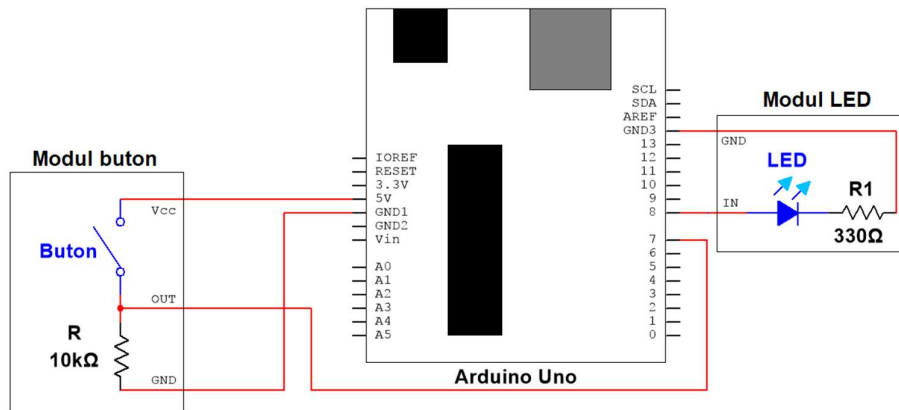 Modul buton
Vcc
Buton
OUT
R
10kΩ
GND
IOREF
RESET
3.3V
5V
GND1
GND2
Vin
A0
A1
A2
A3
A4
A5
SCL
SDA
AREF
GND3
13
12
11
10
9
8
7
6
5
4
3
2
1
0
Arduino Uno
Modul LED
GND
LED
IN
R1
330Ω